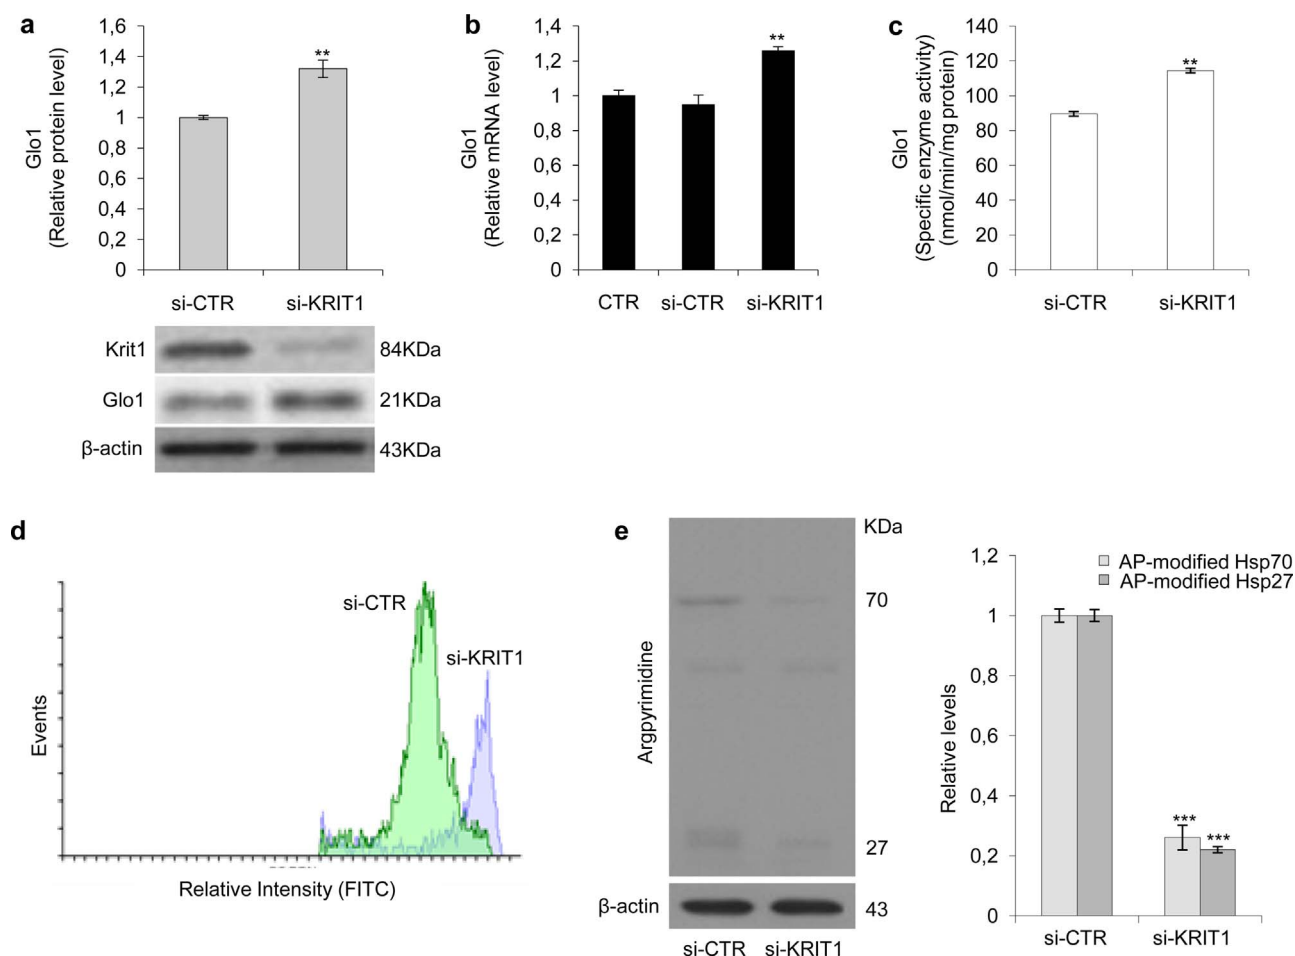 a
Glo1
(Relative protein level)
1,6
1,4
1,2
1
0,8
0,6
0,4
0,2
0
**
si-CTR
si-KRIT1
Krit1
84KDa
Glo1
21KDa
β-actin
43KDa
b
Glo1
(Relative mRNA level)
1,4
1,2
1
0,8
0,6
0,4
0,2
0
**
CTR
si-CTR
si-KRIT1
c
Glo1
(Specific enzyme activity)
(nmol/min/mg protein)
140
120
100
80
60
40
20
0
**
si-CTR
si-KRIT1
d
Events
si-CTR
si-KRIT1
Relative Intensity (FITC)
e
Argpyrimidine
KDa
70
27
β-actin
43
si-CTR
si-KRIT1
Relative levels
1,2
1
0,8
0,6
0,4
0,2
0
AP-modified Hsp70
AP-modified Hsp27
***
***
si-CTR
si-KRIT1